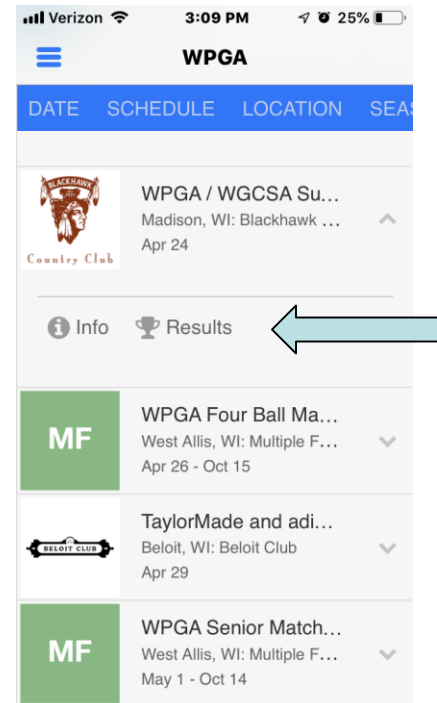 Verizon 3:09 PM 25%
WPGA
DATE SCHEDULE LOCATION SEAS
BLACKHAWK
Country Club
WPGA / WGCSA Su...
Madison, WI: Blackhawk ...
Apr 24
Info Results
MF
WPGA Four Ball Ma...
West Allis, WI: Multiple F...
Apr 26 - Oct 15
BELOIT CLUB
TaylorMade and adi...
Beloit, WI: Beloit Club
Apr 29
MF
WPGA Senior Match...
West Allis, WI: Multiple F...
May 1 - Oct 14